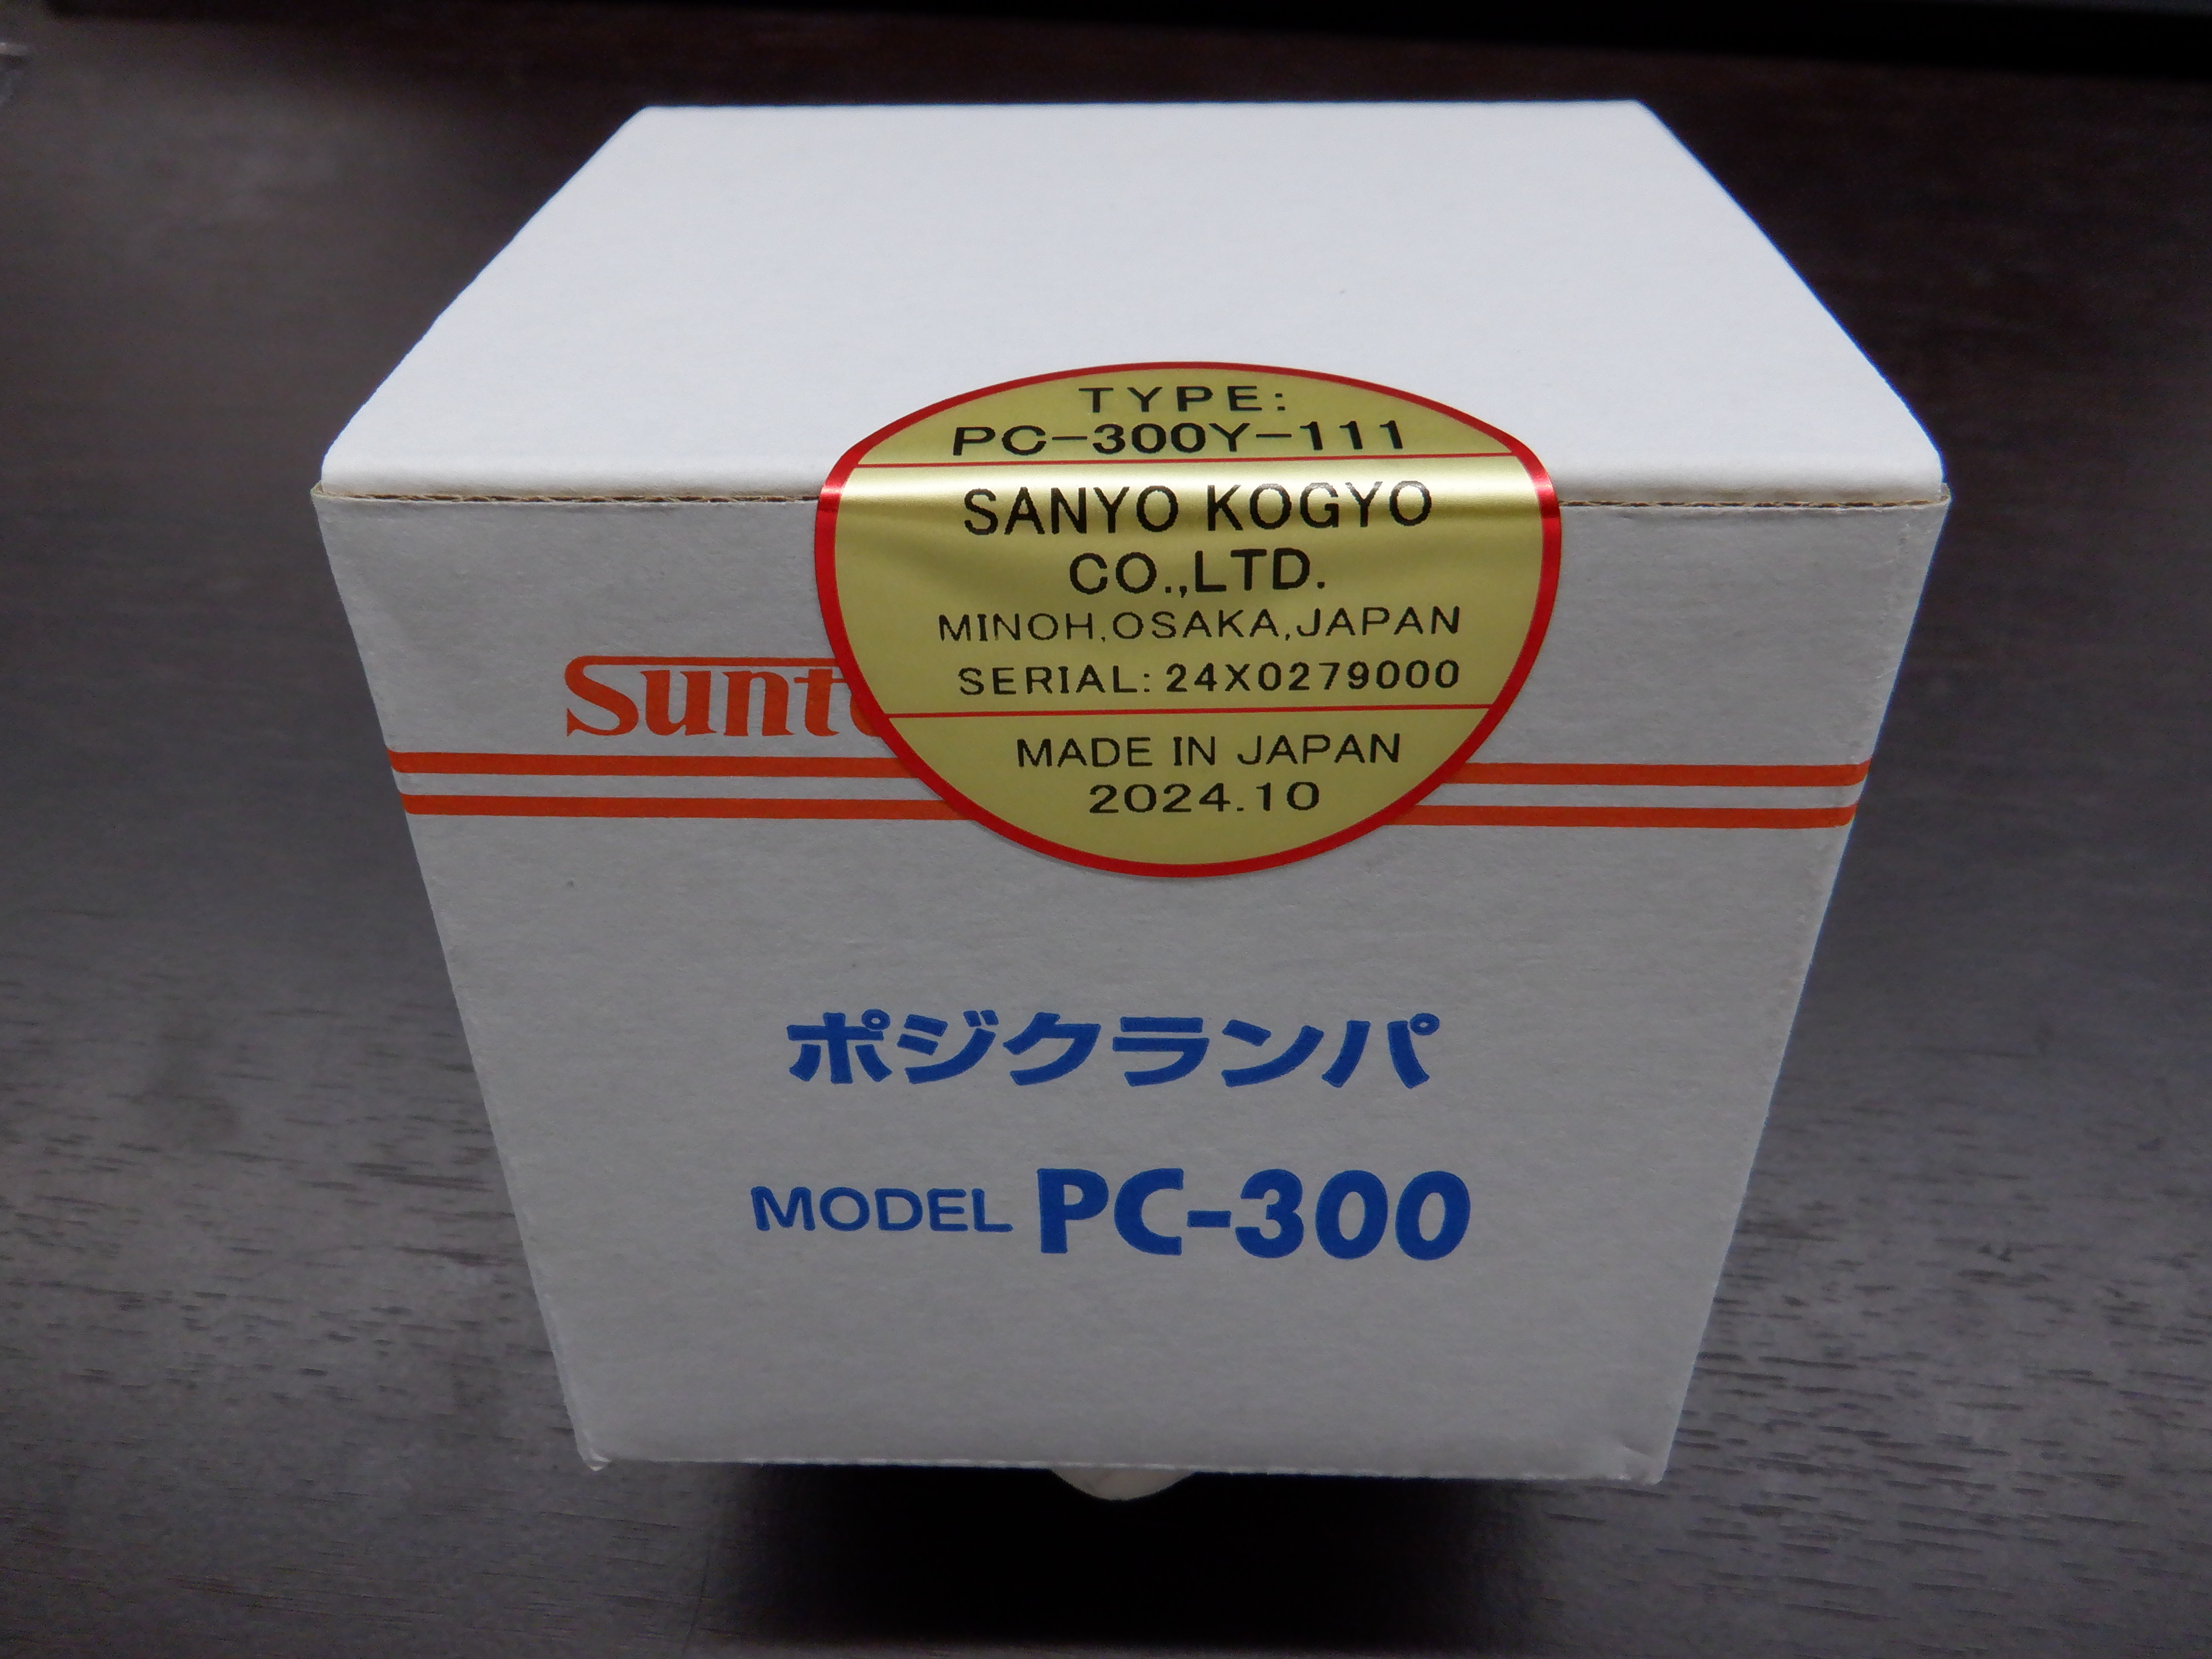 TYPE:
PC-300Y-111
SANYO KOGYO
CO.,LTD.
MINOH,OSAKA,JAPAN
SERIAL: 24X0279000
MADE IN JAPAN
2024.10
ポジクランパ
MODEL PC-300